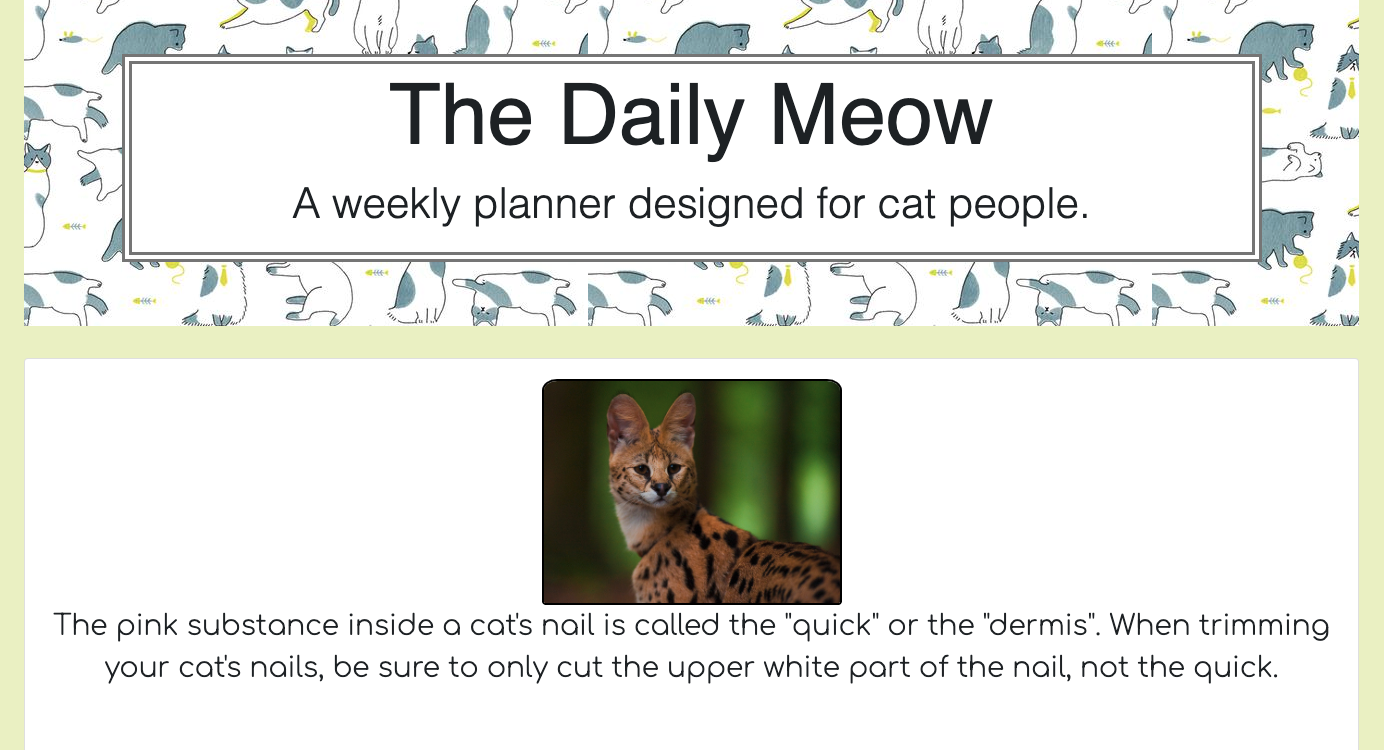 The Daily Meow
A weekly planner designed for cat people.
The pink substance inside a cat's nail is called the "quick" or the "dermis". When trimming
your cat's nails, be sure to only cut the upper white part of the nail, not the quick.